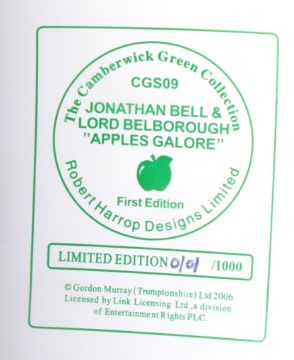 The Camberwick Green Collection
CGS09
JONATHAN BELL &
LORD BELBOROUGH
"APPLES GALORE"
First Edition
Robert Harrop Designs Limited
LIMITED EDITION 0101 /1000
© Gordon Murray (Trumptonshire) Ltd 2006
Licensed by Link Licensing Ltd.,a division
of Entertainment Rights PLC.